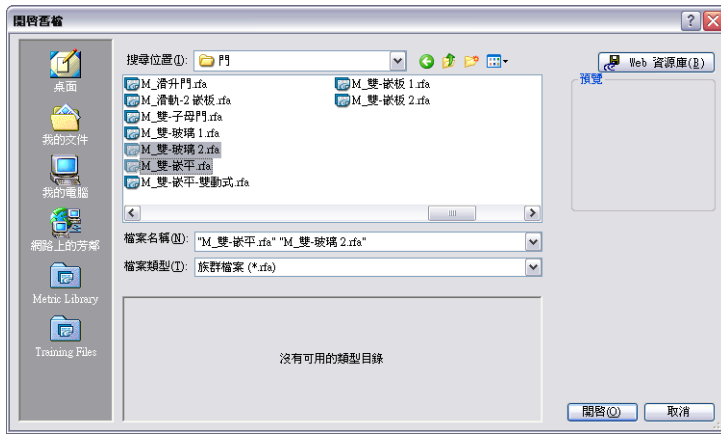 開啓舊檔
搜尋位置(I): 門
Web 資源庫(B)
預覽
桌面
我的文件
我的電腦
網路上的芳鄰
Metric Library
Training Files
M_滑升門.rfa
M_滑軌-2 嵌板.rfa
M_雙-子母門.rfa
M_雙-玻璃 1.rfa
M_雙-玻璃 2.rfa
M_雙-嵌平.rfa
M_雙-嵌平-雙動式.rfa
M_雙-嵌板 1.rfa
M_雙-嵌板 2.rfa
檔案名稱(N): "M_雙-嵌平.rfa" "M_雙-玻璃 2.rfa"
檔案類型(T): 族群檔案 (*.rfa)
沒有可用的類型目錄
開啓(O) 取消